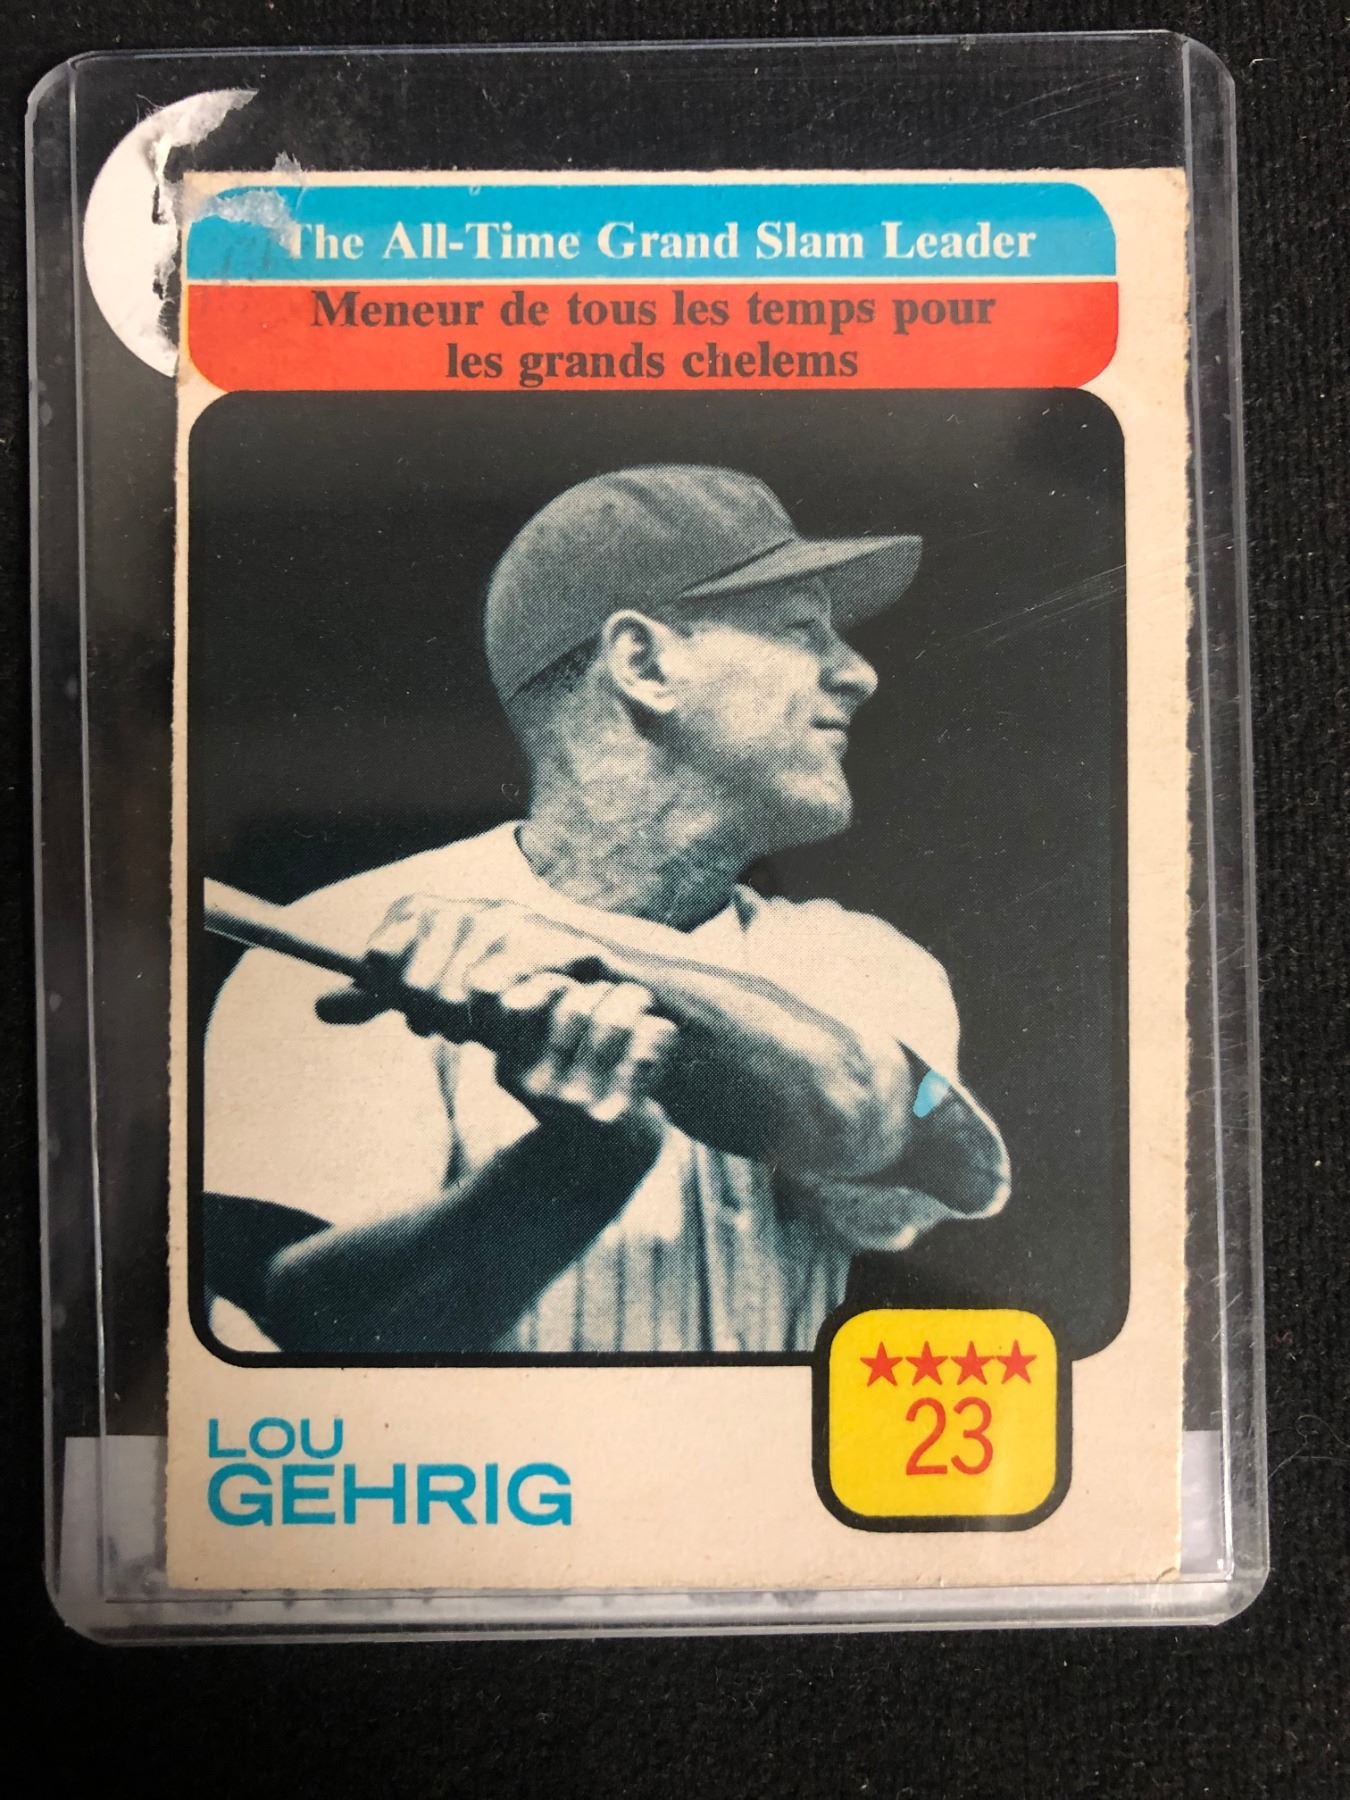 The All-Time Grand Slam Leader
Meneur de tous les temps pour
les grands chelems
LOU
GEHRIG
★★★★
23